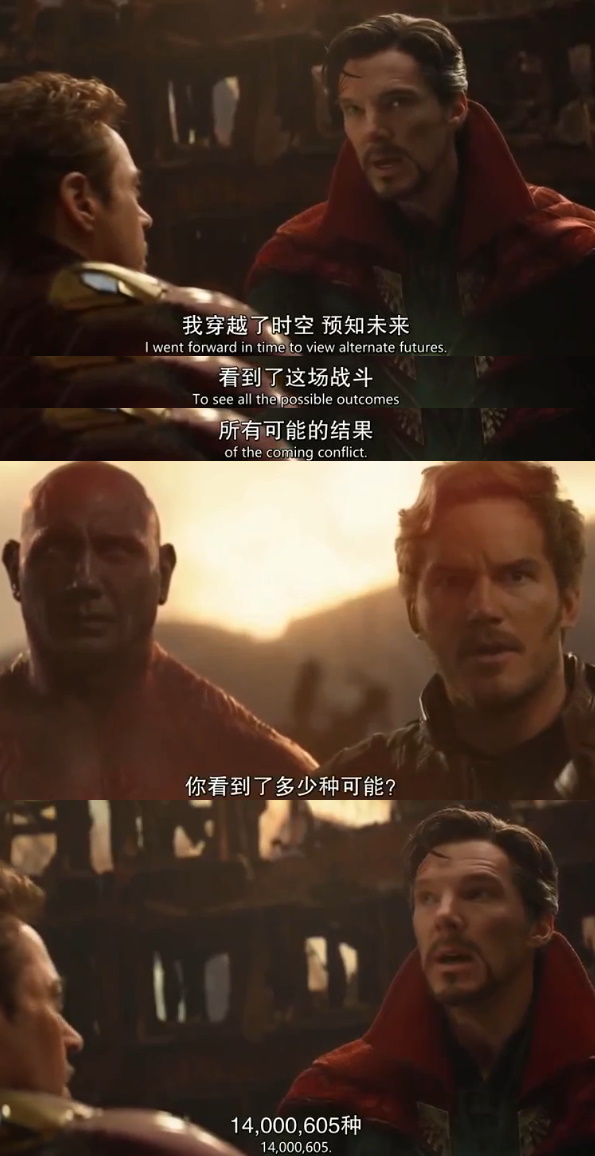 我穿越了时空 预知未来
I went forward in time to view alternate futures.
看到了这场战斗
To see all the possible outcomes
所有可能的结果
of the coming conflict.
你看到了多少种可能?
14,000,605种
14,000,605.